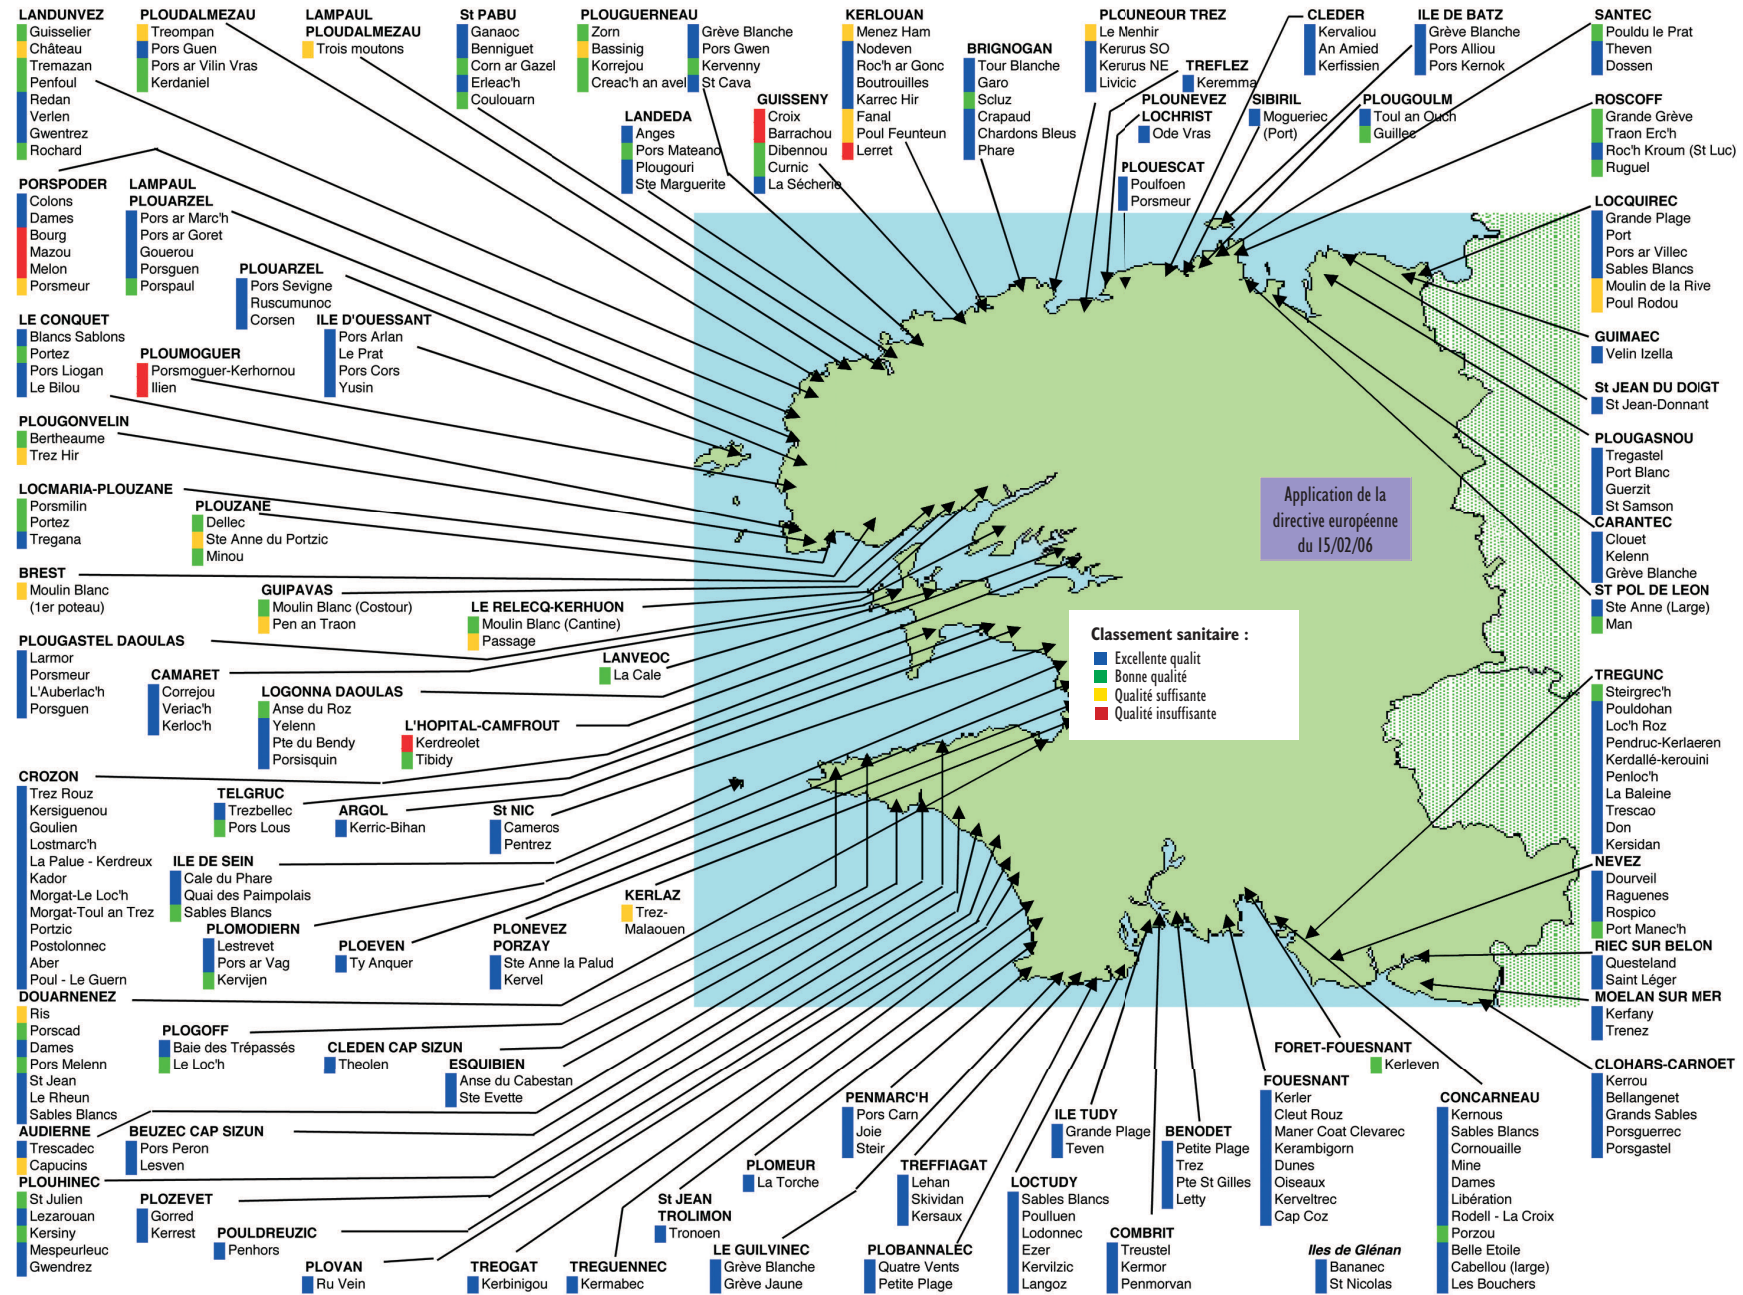 LANDUNVEZ
Guisselier
Château
Tremazan
Penfoul
Redan
Verlen
Gwentrez
Rochard
PLOUDALMEZAU
Treompan
Pors Guen
Pors ar Vilin Vras
Kerdaniel
LAMPAUL
PLOUDALMEZAU
Trois moutons
St PABU
Ganaoc
Benniguet
Corn ar Gazel
Erleac'h
Coulouarn
PLOUGUERNEAU
Zorn
Bassinig
Korrejou
Creac'h an avel
Grève Blanche
Pors Gwen
Kervenny
St Cava
LANDEDA
Anges
Pors Mateano
Plougouri
Ste Marguerite
GUISSENY
Croix
Barrachou
Dibennou
Curnic
La Sécherie
KERLOUAN
Menez Ham
Nodeven
Roc'h ar Gonc
Boutrouilles
Karrec Hir
Fanal
Poul Feunteun
Lerret
BRIGNOGAN
Tour Blanche
Garo
Scluz
Crapaud
Chardons Bleus
Phare
PLOUNEOUR TREZ
Le Menhir
Kerurus SO
Kerurus NE
Livicic
TREFLEZ
Keremma
PLOUNEVEZ
LOCHRIST
Ode Vras
PLOUESCAT
Poulfoen
Porsmeur
CLEDER
Kervaliou
An Amied
Kerfissien
SIBIRIL
Mogueriec
(Port)
ILE DE BATZ
Grève Blanche
Pors Alliou
Pors Kernok
PLOUGOULM
Toul an Ouch
Guillec
SANTEC
Pouldu le Prat
Theven
Dossen
ROSCOFF
Grande Grève
Traon Erc'h
Roc'h Kroum (St Luc)
Ruguel
LOCQUIREC
Grande Plage
Port
Pors ar Villec
Sables Blancs
Moulin de la Rive
Poul Rodou
GUIMAEC
Velin Izella
St JEAN DU DOIGT
St Jean-Donnant
PLOUGASNOU
Tregastel
Port Blanc
Guerzit
St Samson
CARANTEC
Clouet
Kelenn
Grève Blanche
ST POL DE LEON
Ste Anne (Large)
Man
PORSPODER
Colons
Dames
Bourg
Mazou
Melon
Porsmeur
LAMPAUL
PLOUARZEL
Pors ar Marc'h
Pors ar Goret
Gouerou
Porsguen
Porspaul
PLOUARZEL
Pors Sevigne
Ruscumunoc
Corsen
ILE D'OUESSANT
Pors Arlan
Le Prat
Pors Cors
Yusin
LE CONQUET
Blancs Sablons
Portez
Pors Liogan
Le Bilou
PLOUMOGUER
Porsmoguer-Kerhornou
Ilien
PLOUGONVELIN
Bertheaume
Trez Hir
LOCMARIA-PLOUZANE
Porsmilin
Portez
Tregana
PLOUZANE
Dellec
Ste Anne du Portzic
Minou
BREST
Moulin Blanc
(1er poteau)
GUIPAVAS
Moulin Blanc (Costour)
Pen an Traon
LE RELECQ-KERHUON
Moulin Blanc (Cantine)
Passage
PLOUGASTEL DAOULAS
Larmor
Porsmeur
L'Auberlac'h
Porsguen
CAMARET
Correjou
Veriac'h
Kerloc'h
LOGONNA DAOULAS
Anse du Roz
Yelenn
Pte du Bendy
Porsisquin
LANVEOC
La Cale
L'HOPITAL-CAMFROUT
Kerdreolet
Tibidy
Application de la
directive européenne
du 15/02/06
Classement sanitaire :
Excellente qualit
Bonne qualité
Qualité suffisante
Qualité insuffisante
CROZON
Trez Rouz
Kersiguenou
Goulien
Lostmarc'h
La Palue - Kerdreux
Kador
Morgat-Le Loc'h
Morgat-Toul an Trez
Portzic
Postolonnec
Aber
Poul - Le Guern
TELGRUC
Trezbellec
Pors Lous
ARGOL
Kerric-Bihan
St NIC
Cameros
Pentrez
ILE DE SEIN
Cale du Phare
Quai des Paimpolais
Sables Blancs
PLOMODIERN
Lestrevet
Pors ar Vag
Kervijen
PLOEVEN
Ty Anquer
PLONEVEZ
PORZAY
Ste Anne la Palud
Kervel
KERLAZ
Trez-
Malaouen
TREGUNC
Steirgrec'h
Pouldohan
Loc'h Roz
Pendruc-Kerlaeren
Kerdallé-kerouini
Penloc'h
La Baleine
Trescao
Don
Kersidan
NEVEZ
Dourveil
Raguenes
Rospico
Port Manec'h
RIEC SUR BELON
Questeland
Saint Léger
MOELAN SUR MER
Kerfany
Trenez
CLOHARS-CARNOET
Kerrou
Bellangenet
Grands Sables
Porsguerrec
Porsgastel
DOUARNENEZ
Ris
Porscad
Dames
Pors Melenn
St Jean
Le Rheun
Sables Blancs
PLOGOFF
Baie des Trépassés
Le Loc'h
CLEDEN CAP SIZUN
Theolen
ESQUIBIEN
Anse du Cabestan
Ste Evette
AUDIERNE
Trescadec
Capucins
BEUZEC CAP SIZUN
Pors Peron
Lesven
PLOUHINEC
St Julien
Lezarouan
Kersiny
Mespeurleuc
Gwendrez
PLOZEVET
Gorred
Kerrest
POULDREUZIC
Penhors
PLOVAN
Ru Vein
TREOGAT
Kerbinigou
TREGUENNEC
Kermabec
St JEAN
TROLIMON
Tronoen
PLOMEUR
La Torche
PENMARC'H
Pors Carn
Joie
Steir
LE GUILVINEC
Grève Blanche
Grève Jaune
TREFFIAGAT
Lehan
Skividan
Kersaux
PLOBANNALEC
Quatre Vents
Petite Plage
LOCTUDY
Sables Blancs
Poulluen
Lodonnec
Ezer
Kervilzic
Langoz
ILE TUDY
Grande Plage
Teven
COMBRIT
Treustel
Kermor
Penmorvan
BENODET
Petite Plage
Trez
Pte St Gilles
Letty
FOUESNANT
Kerler
Cleut Rouz
Maner Coat Clevarec
Kerambigorn
Dunes
Oiseaux
Kerveltrec
Cap Coz
FORET-FOUESNANT
Kerleven
Iles de Glénan
Bananec
St Nicolas
CONCARNEAU
Kernous
Sables Blancs
Cornouaille
Mine
Dames
Libération
Rodell - La Croix
Porzou
Belle Etoile
Cabellou (large)
Les Bouchers